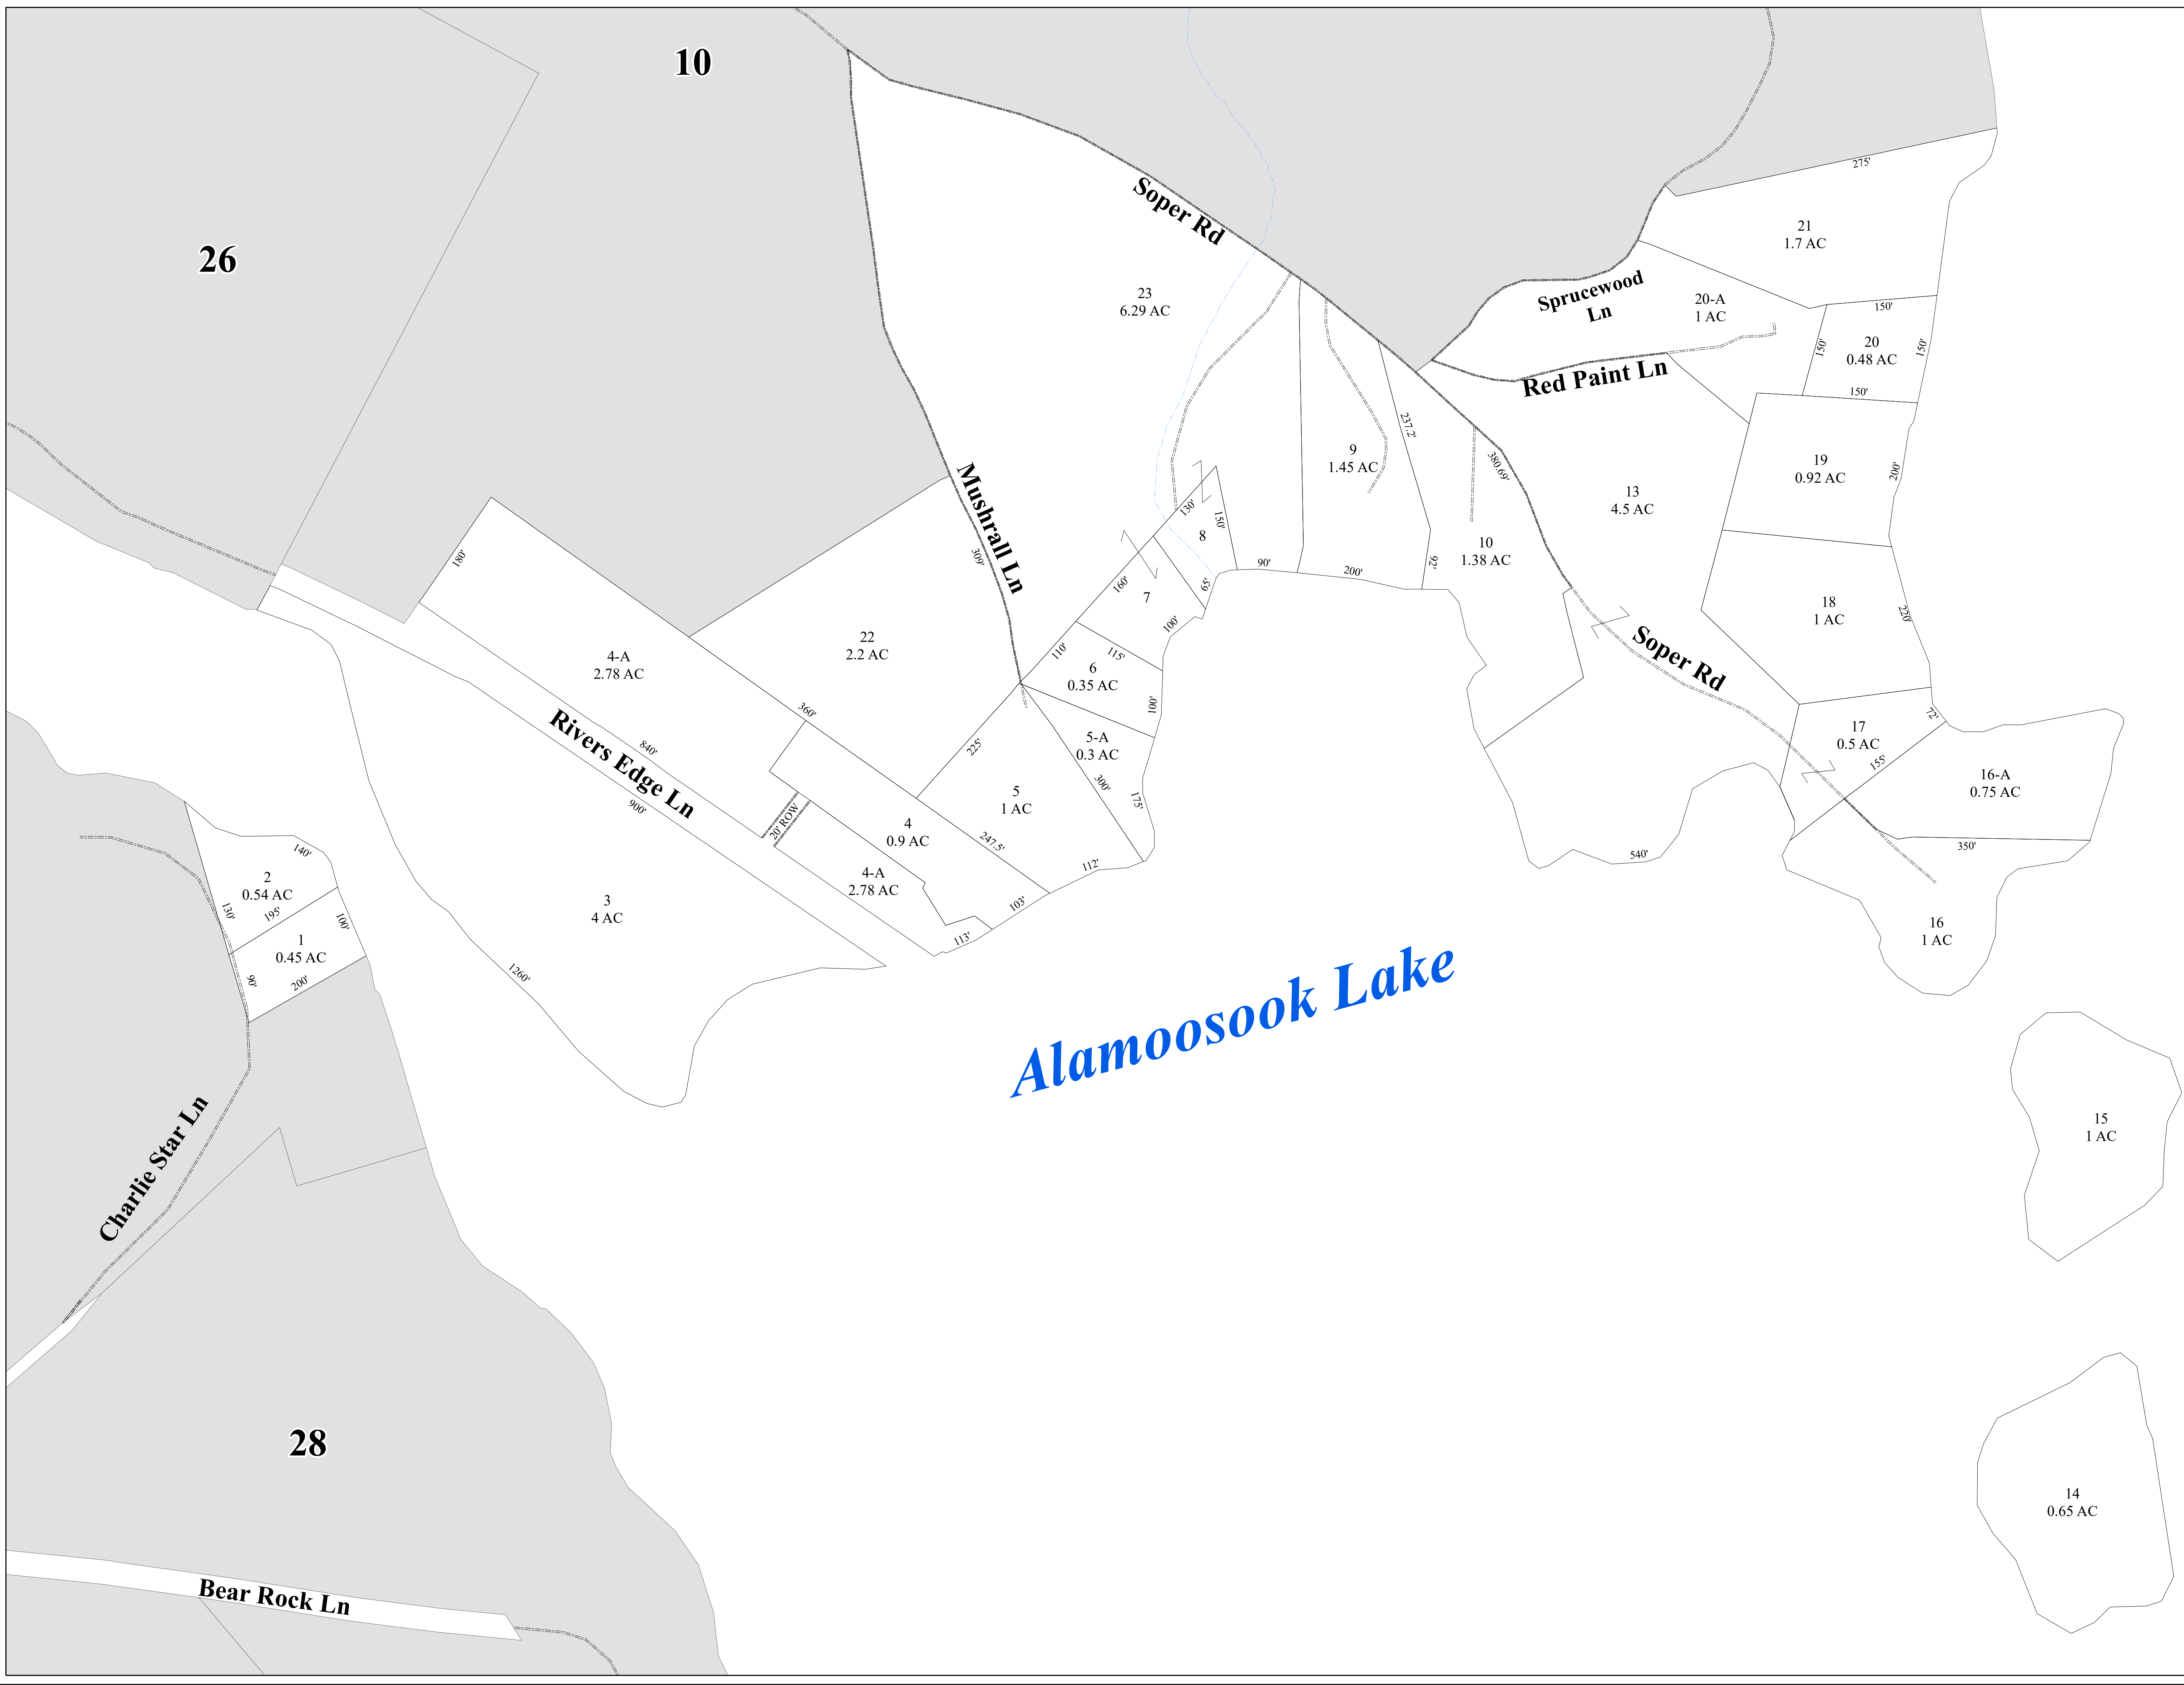 10
26
275'
21
1.7 AC
Soper Rd
Sprucewood
Ln
20-A
1 AC
23
6.29 AC
150'
150'
20
0.48 AC
150'
150'
Red Paint Ln
237.2'
9
1.45 AC
380.69'
19
0.92 AC
200'
13
4.5 AC
Mushrall Ln
309'
130'
150'
8
10
1.38 AC
180'
90'
200'
92'
160'
65'
7
18
1 AC
220'
100'
4-A
2.78 AC
22
2.2 AC
110'
115'
6
0.35 AC
Soper Rd
100'
360'
72'
17
0.5 AC
Rivers Edge Ln
840'
225'
5-A
0.3 AC
155'
16-A
0.75 AC
300'
175'
5
1 AC
900'
20' ROW
4
0.9 AC
247.5'
350'
140'
540'
112'
2
0.54 AC
4-A
2.78 AC
3
4 AC
103'
130'
195'
100'
16
1 AC
1
0.45 AC
113'
90'
200'
1260'
Alamoosook Lake
15
1 AC
Charlie Star Ln
28
14
0.65 AC
Bear Rock Ln